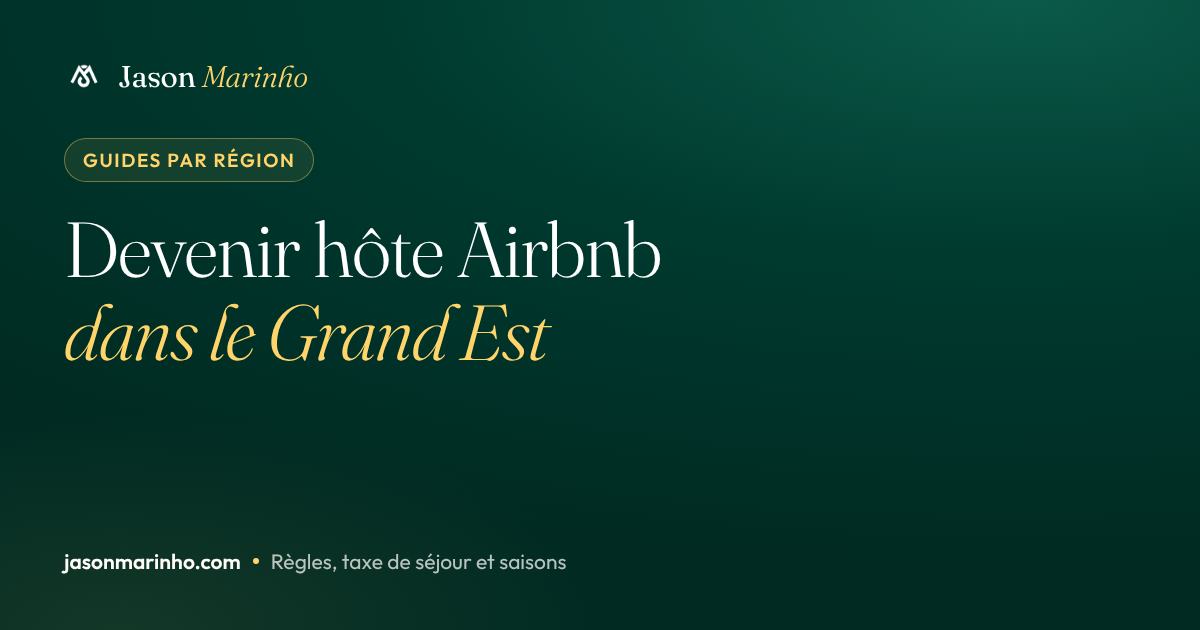 Jason Marinho
GUIDES PAR RÉGION
Devenir hôte Airbnb
dans le Grand Est
jasonmarinho.com • Règles, taxe de séjour et saisons